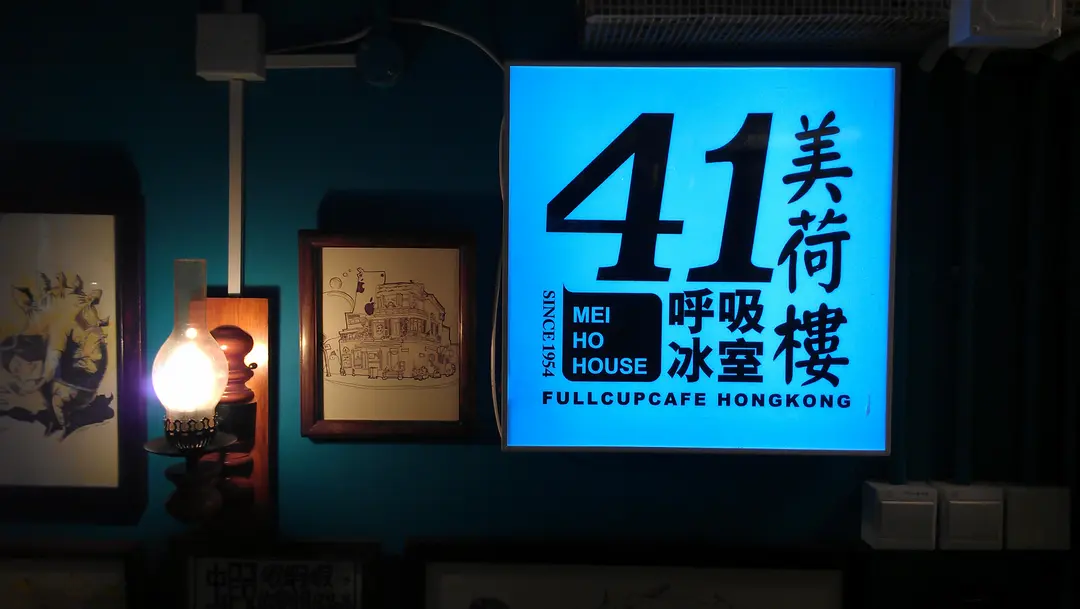 41
美荷樓
SINCE 1954
MEI
HO
HOUSE
呼吸
冰室
FULLCUPCAFE HONGKONG